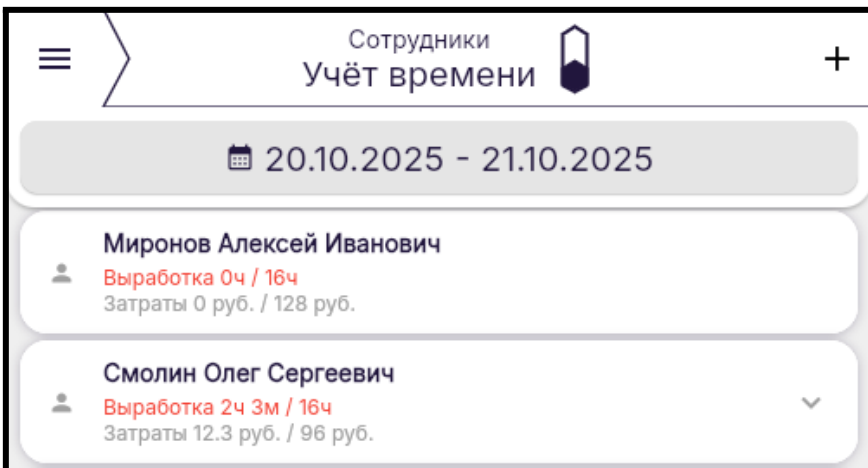 Сотрудники
Учёт времени
20.10.2025 - 21.10.2025
Миронов Алексей Иванович
Выработка 0ч / 16ч
Затраты 0 руб. / 128 руб.
Смолин Олег Сергеевич
Выработка 2ч 3м / 16ч
Затраты 12.3 руб. / 96 руб.